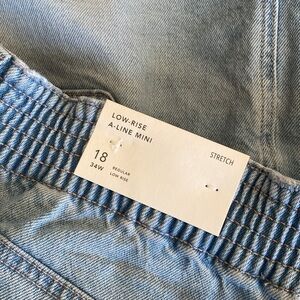 LOW-RISE
A-LINE MINI
STRETCH
18
34W
REGULAR
LOW RISE